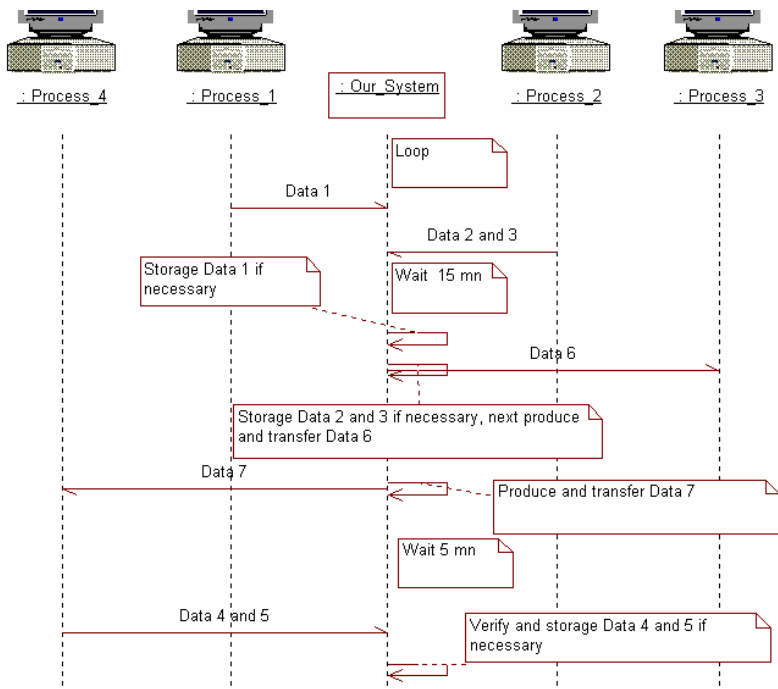 : Process_4
: Process_1
: Our_System
: Process_2
: Process_3
Loop
Data 1
Data 2 and 3
Storage Data 1 if
necessary
Wait 15 mn
Data 6
Storage Data 2 and 3 if necessary, next produce
and transfer Data 6
Data 7
Produce and transfer Data 7
Wait 5 mn
Data 4 and 5
Verify and storage Data 4 and 5 if
necessary